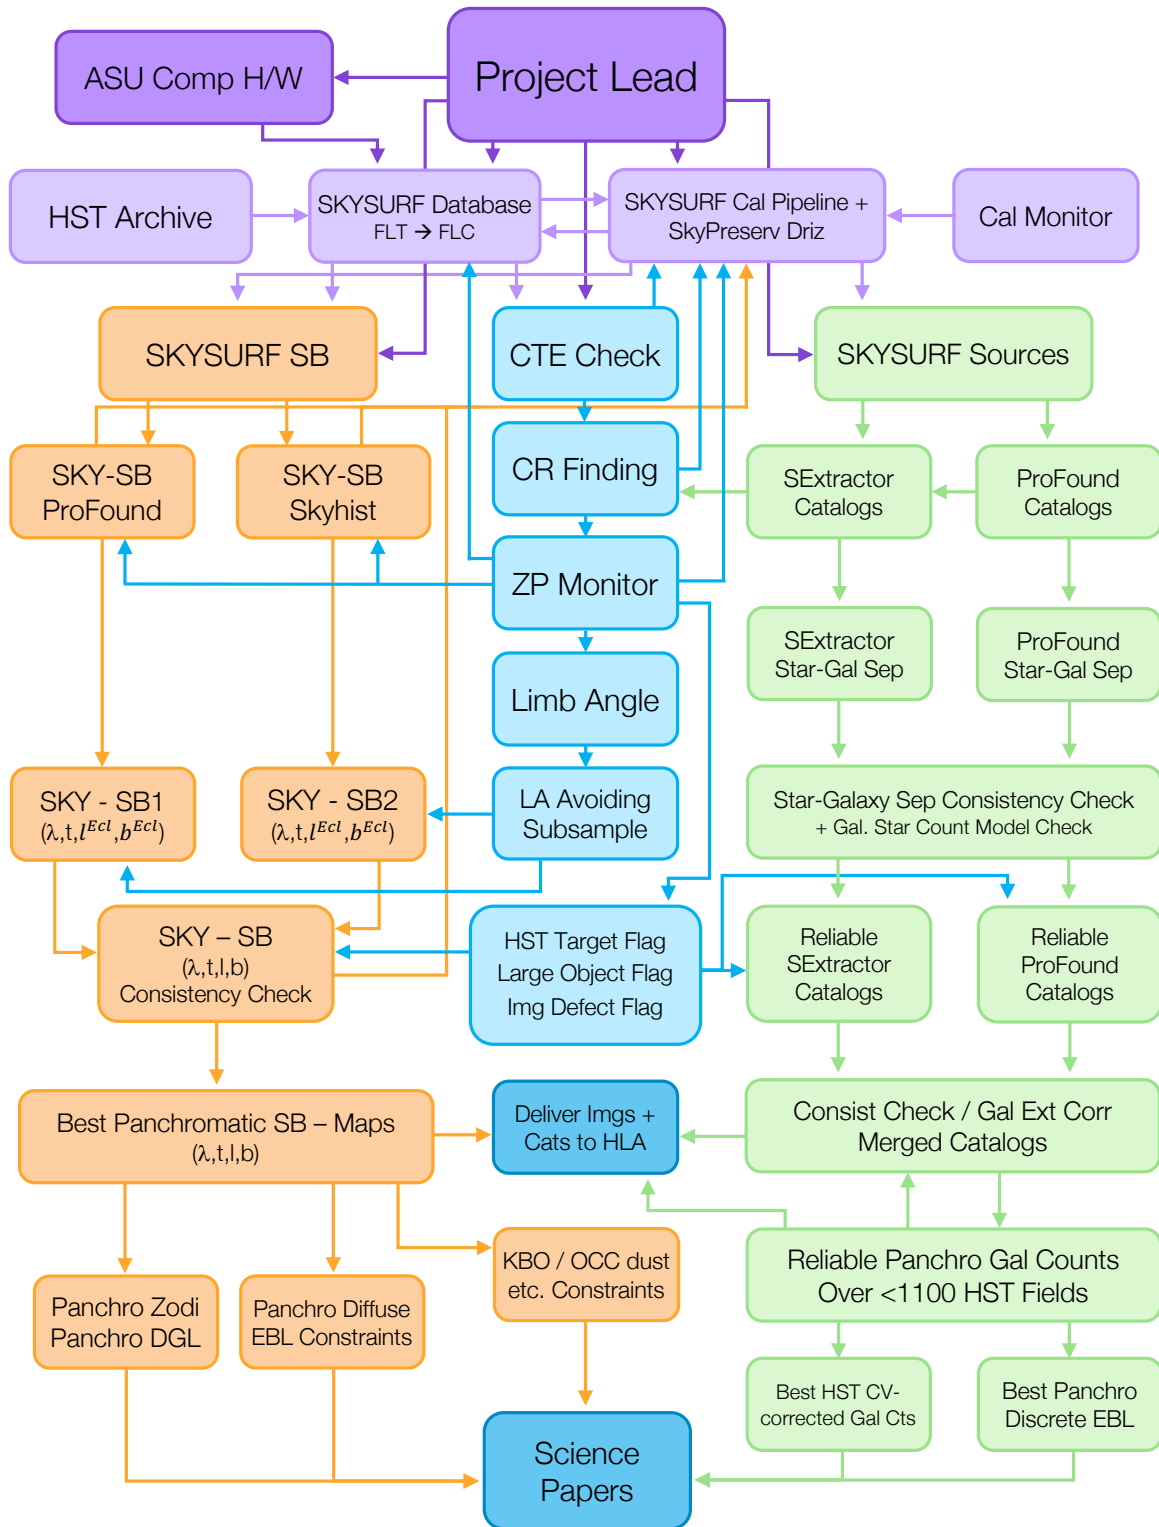 Project Lead
ASU Comp H/W
HST Archive
SKYSURF Database
FLT → FLC
SKYSURF Cal Pipeline +
SkyPreserv Driz
Cal Monitor
SKYSURF SB
CTE Check
SKYSURF Sources
SKY-SB
ProFound
SKY-SB
Skyhist
CR Finding
SExtractor
Catalogs
ProFound
Catalogs
ZP Monitor
SExtractor
Star-Gal Sep
ProFound
Star-Gal Sep
Limb Angle
SKY - SB1
(λ,t,l^{Ecl},b^{Ecl})
SKY - SB2
(λ,t,l^{Ecl},b^{Ecl})
LA Avoiding
Subsample
Star-Galaxy Sep Consistency Check
+ Gal. Star Count Model Check
SKY – SB
(λ,t,l,b)
Consistency Check
HST Target Flag
Large Object Flag
Img Defect Flag
Reliable
SExtractor
Catalogs
Reliable
ProFound
Catalogs
Best Panchromatic SB – Maps
(λ,t,l,b)
Deliver Imgs +
Cats to HLA
Consist Check / Gal Ext Corr
Merged Catalogs
KBO / OCC dust
etc. Constraints
Reliable Panchro Gal Counts
Over <1100 HST Fields
Panchro Zodi
Panchro DGL
Panchro Diffuse
EBL Constraints
Best HST CV-
corrected Gal Cts
Best Panchro
Discrete EBL
Science
Papers